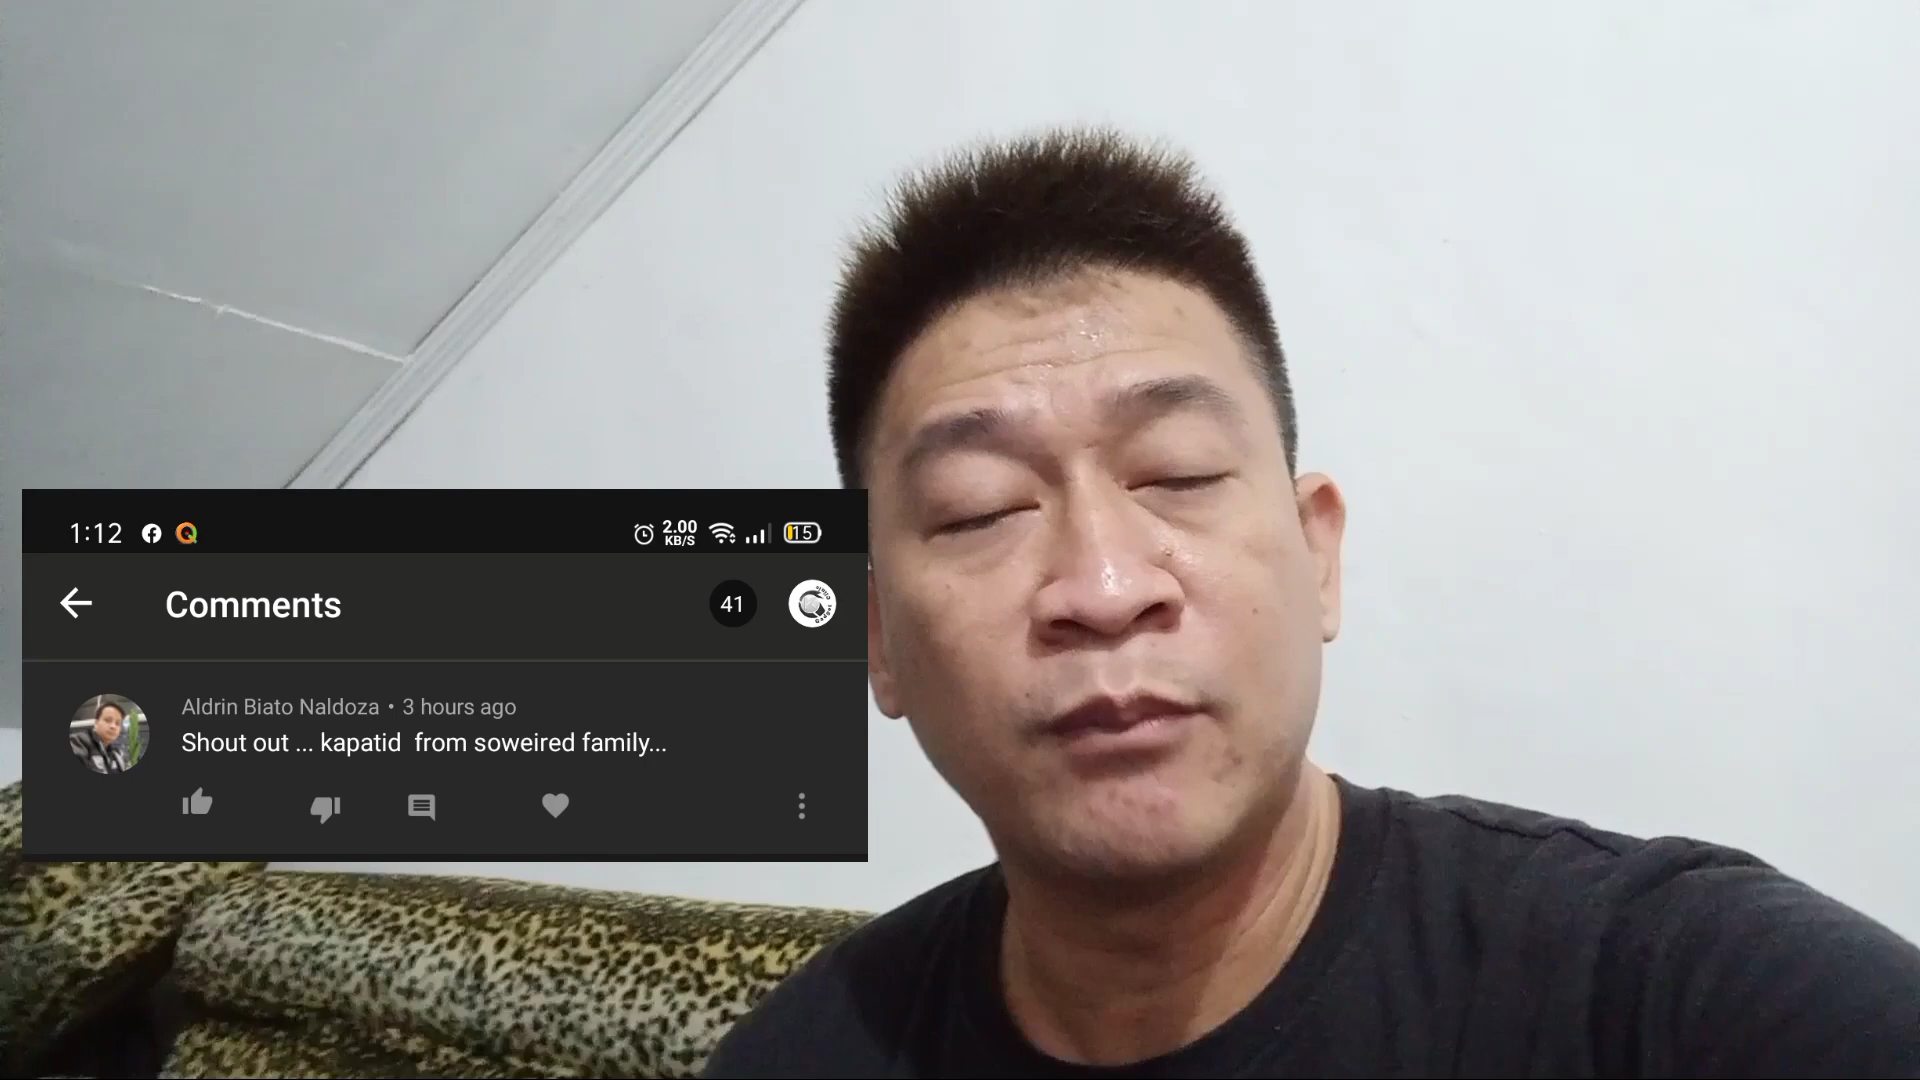 1:12
2.00
KB/S
15
Comments
41
Aldrin Biato Naldoza • 3 hours ago
Shout out ... kapatid from soweired family...